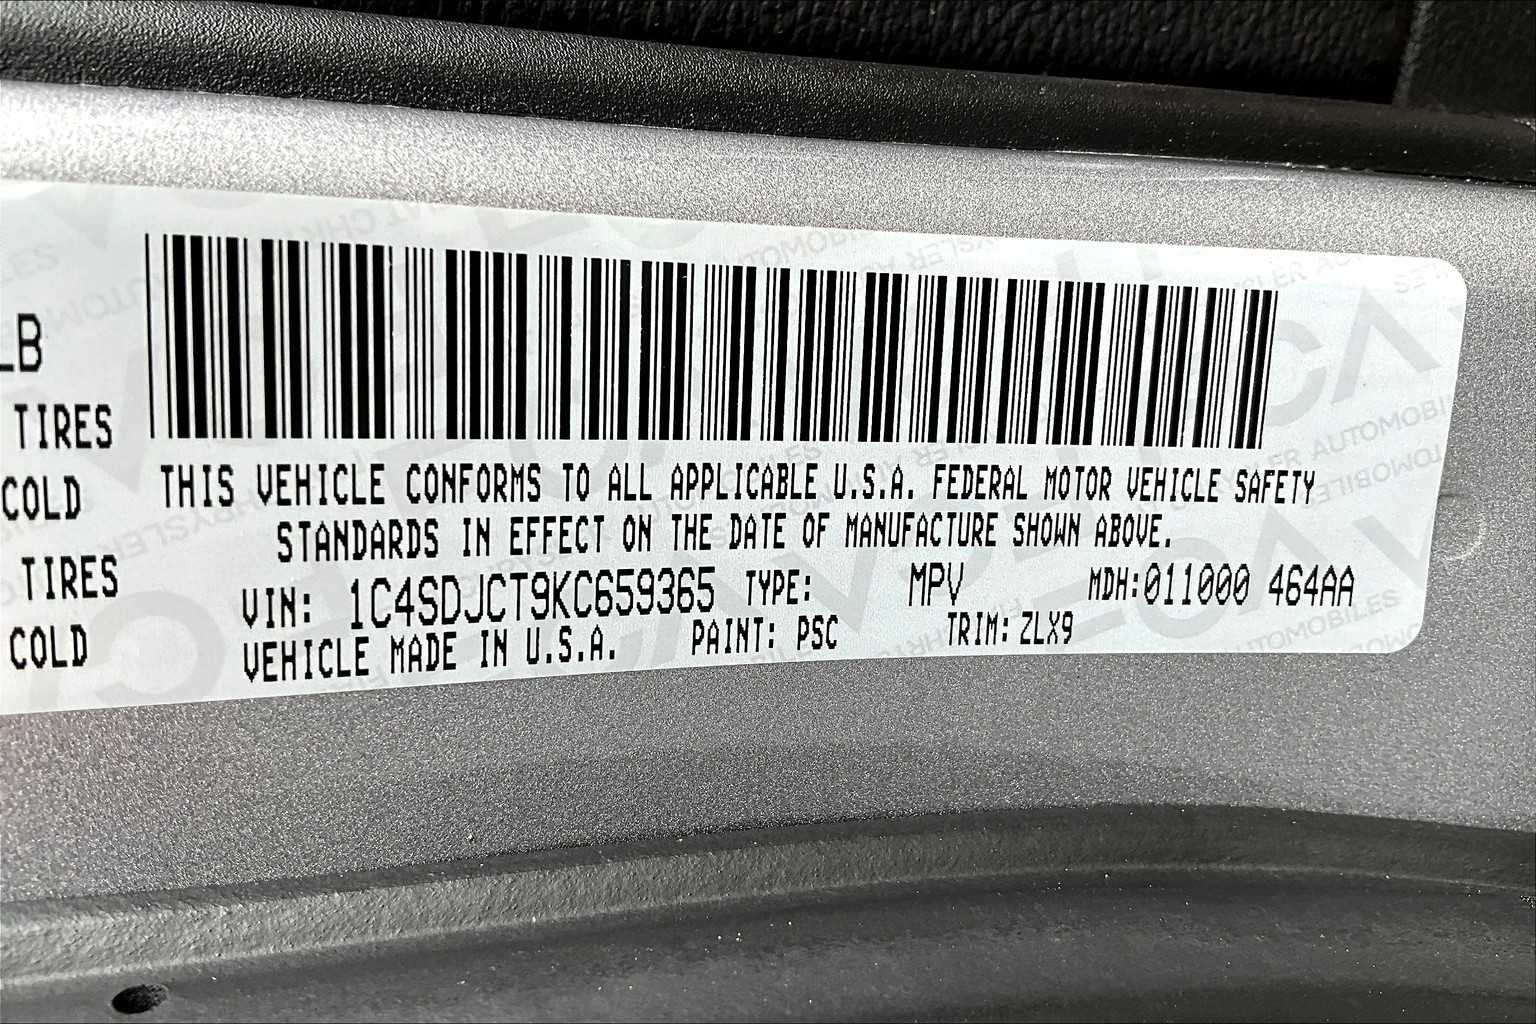 LB
TIRES
COLD
TIRES
COLD
THIS VEHICLE CONFORMS TO ALL APPLICABLE U.S.A. FEDERAL MOTOR VEHICLE SAFETY
STANDARDS IN EFFECT ON THE DATE OF MANUFACTURE SHOWN ABOVE.
VIN: 1C4SDJCT9KC659365 TYPE: MPV MDH:011000 464AA
VEHICLE MADE IN U.S.A. PAINT: PSC TRIM: ZLX9